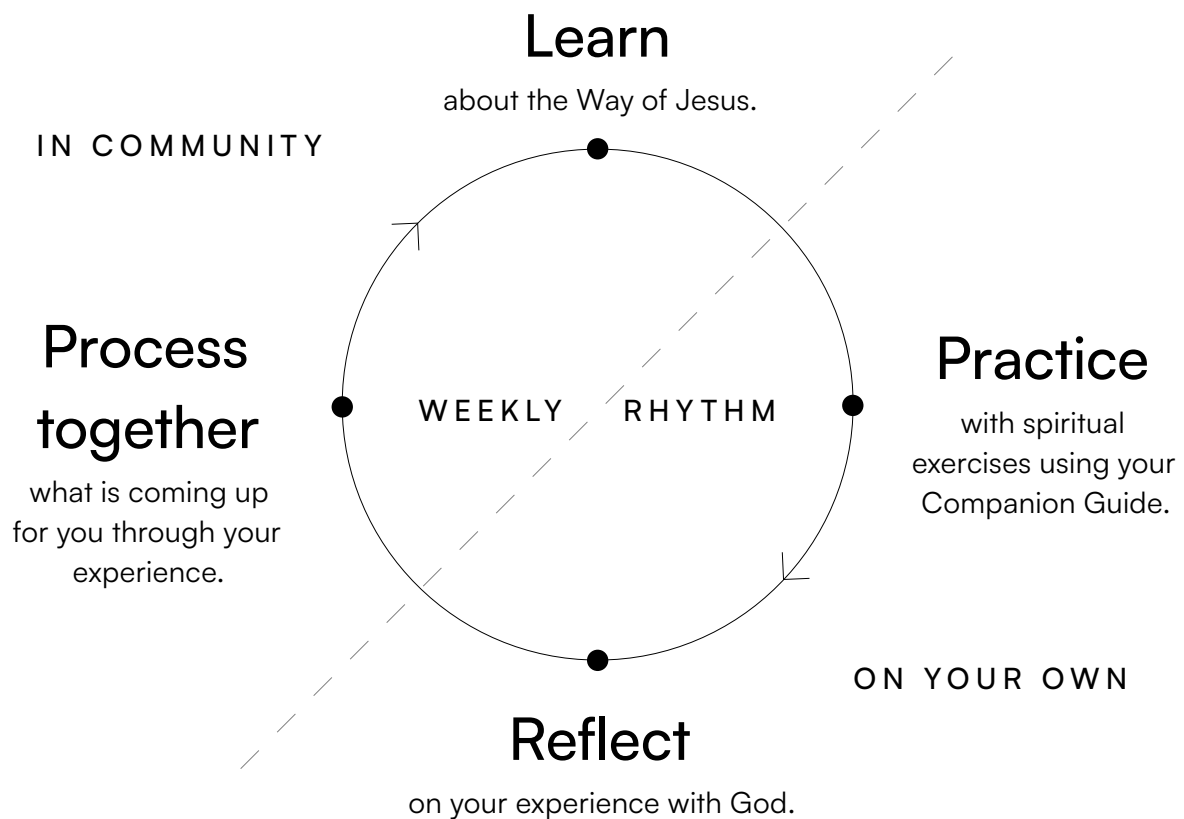 Learn
about the Way of Jesus.
IN COMMUNITY
Process
together
what is coming up
for you through your
experience.
WEEKLY RHYTHM
Practice
with spiritual
exercises using your
Companion Guide.
ON YOUR OWN
Reflect
on your experience with God.